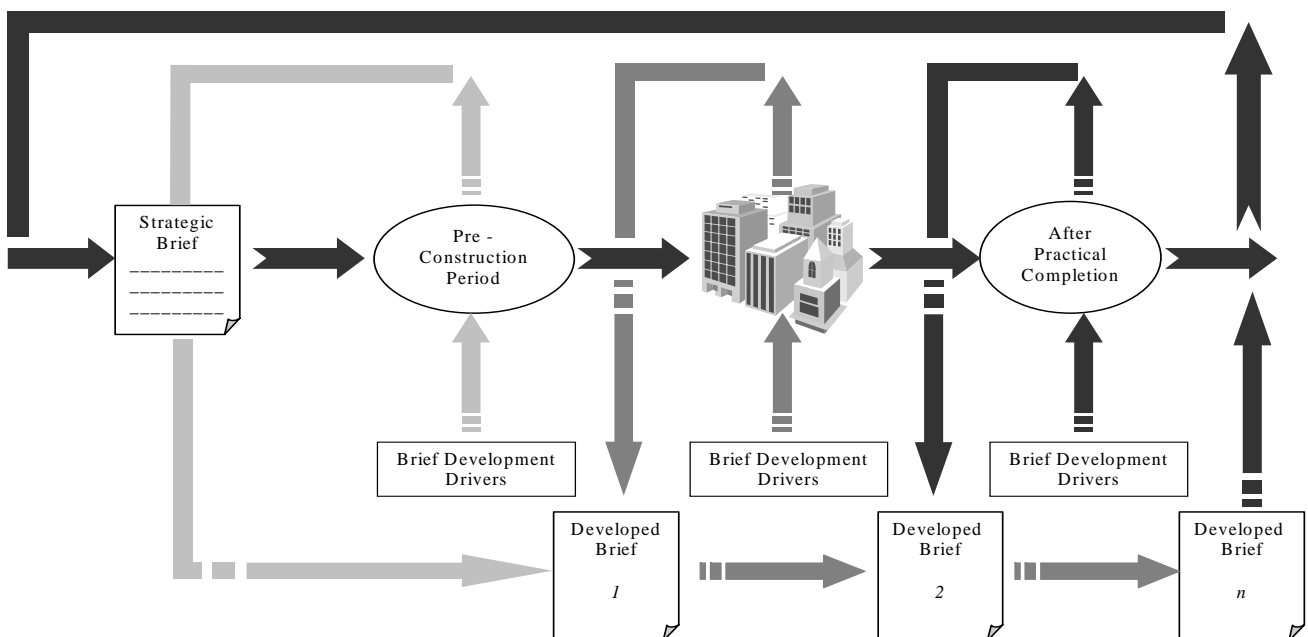 Strategic
Brief
Pre -
Construction
Period
After
Practical
Completion
Brief Development
Drivers
Brief Development
Drivers
Brief Development
Drivers
Developed
Brief
1
Developed
Brief
2
Developed
Brief
n